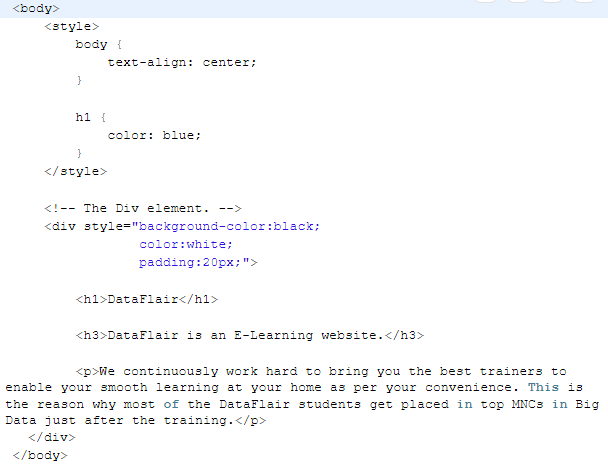 <body>
    <style>
        body {
            text-align: center;
        }

        h1 {
            color: blue;
        }
    </style>

    <!-- The Div element. -->
    <div style="background-color:black;
                color:white;
                padding:20px;">

        <h1>DataFlair</h1>

        <h3>DataFlair is an E-Learning website.</h3>

        <p>We continuously work hard to bring you the best trainers to
enable your smooth learning at your home as per your convenience. This is
the reason why most of the DataFlair students get placed in top MNCs in Big
Data just after the training.</p>
  </div>
</body>